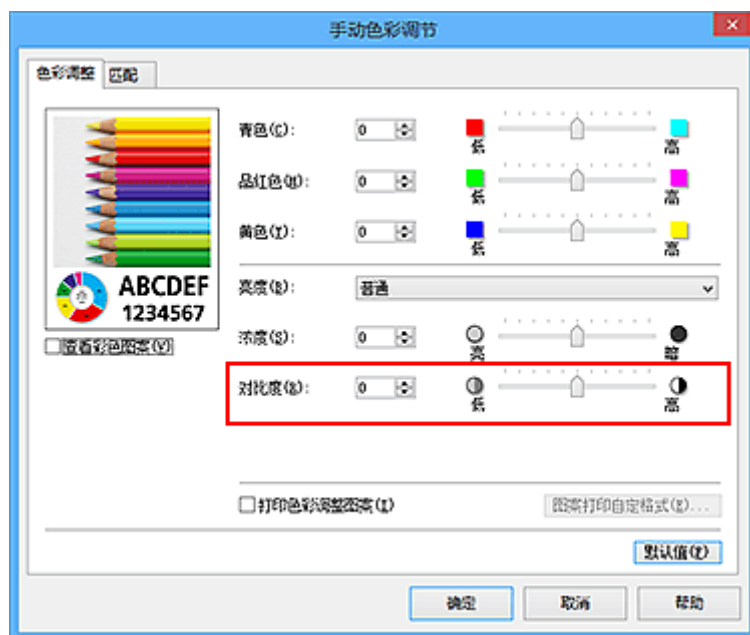 手动色彩调节
色彩调整 匹配
青色(C): 0 低 高
品红色(M): 0 低 高
黄色(Y): 0 低 高
ABCDEF
1234567
亮度(B): 普通
查看彩色图案(V)
浓度(S): 0 亮 暗
对比度(R): 0 低 高
打印色彩调整图案(I) 图案打印自定格式(E)...
默认值(F)
确定 取消 帮助